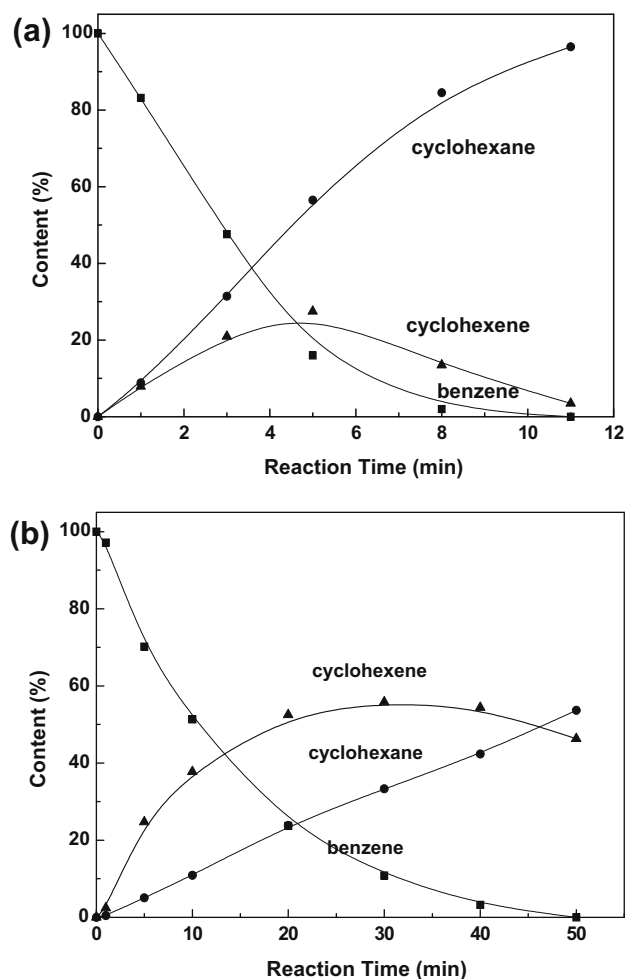 (a)
100
80
60
40
20
0
Content (%)
cyclohexane
cyclohexene
benzene
0 2 4 6 8 10 12
Reaction Time (min)
(b)
100
80
60
40
20
0
Content (%)
cyclohexene
cyclohexane
benzene
0 10 20 30 40 50
Reaction Time (min)